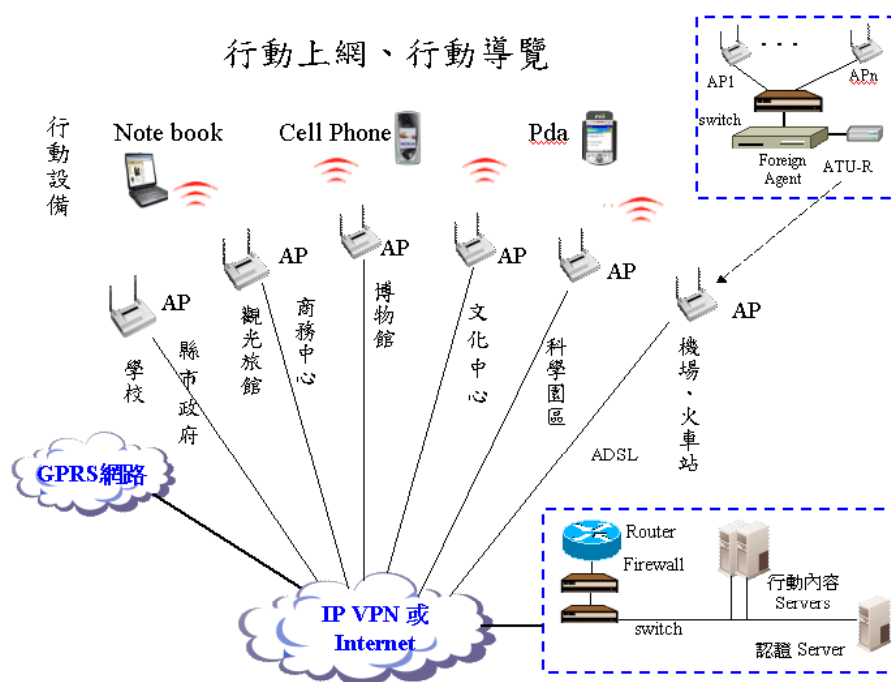 行動上網、行動導覽
AP1
. . .
APn
switch
Foreign
Agent
ATU-R
行動設備
Note book
Cell Phone
Pda
AP
AP
AP
AP
AP
AP
學校
縣市政府
觀光旅館
商務中心
博物館
文化中心
科學園區
機場、火車站
ADSL
GPRS網路
IP VPN 或
Internet
Router
Firewall
switch
行動內容
Servers
認證 Server